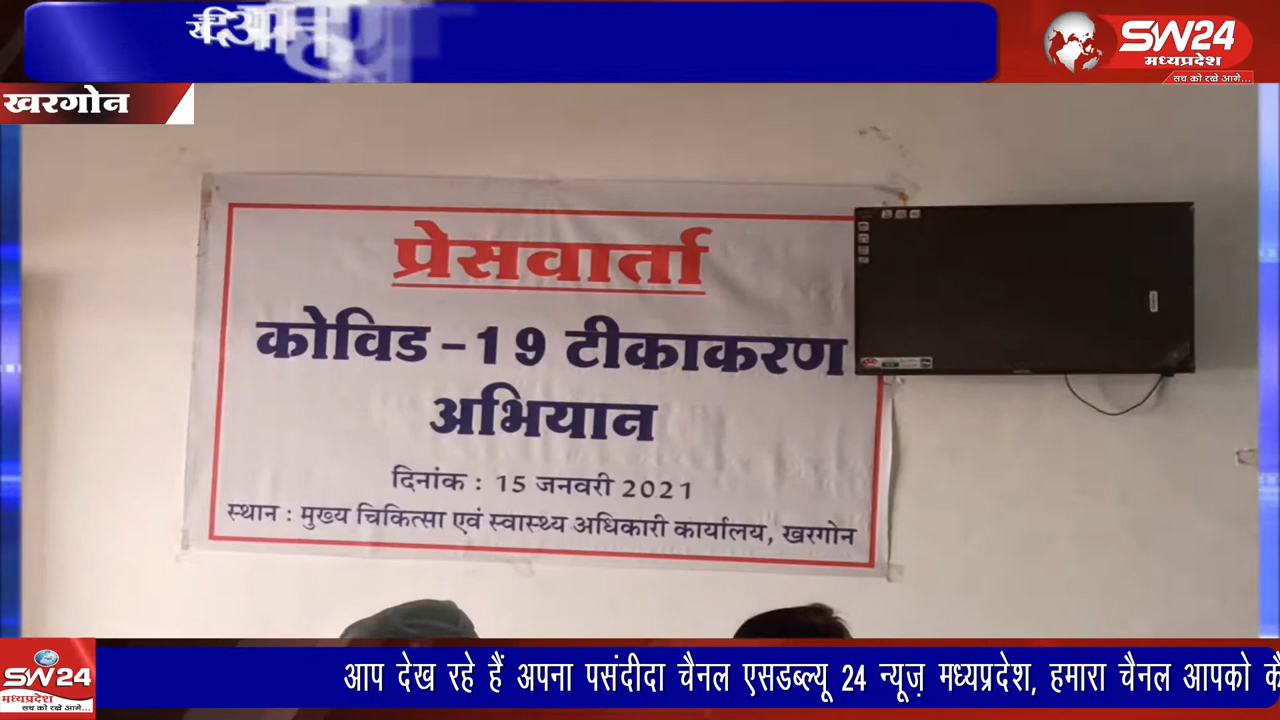 SW24
मध्यप्रदेश
सच को रखे आगे...
खरगोन
प्रेसवार्ता
कोविड -19 टीकाकरण
अभियान
दिनांक : 15 जनवरी 2021
स्थान : मुख्य चिकित्सा एवं स्वास्थ्य अधिकारी कार्यालय, खरगोन
SW24
मध्यप्रदेश
सच को रखे आगे...
आप देख रहे हैं अपना पसंदीदा चैनल एसडब्ल्यू 24 न्यूज़ मध्यप्रदेश, हमारा चैनल आपको